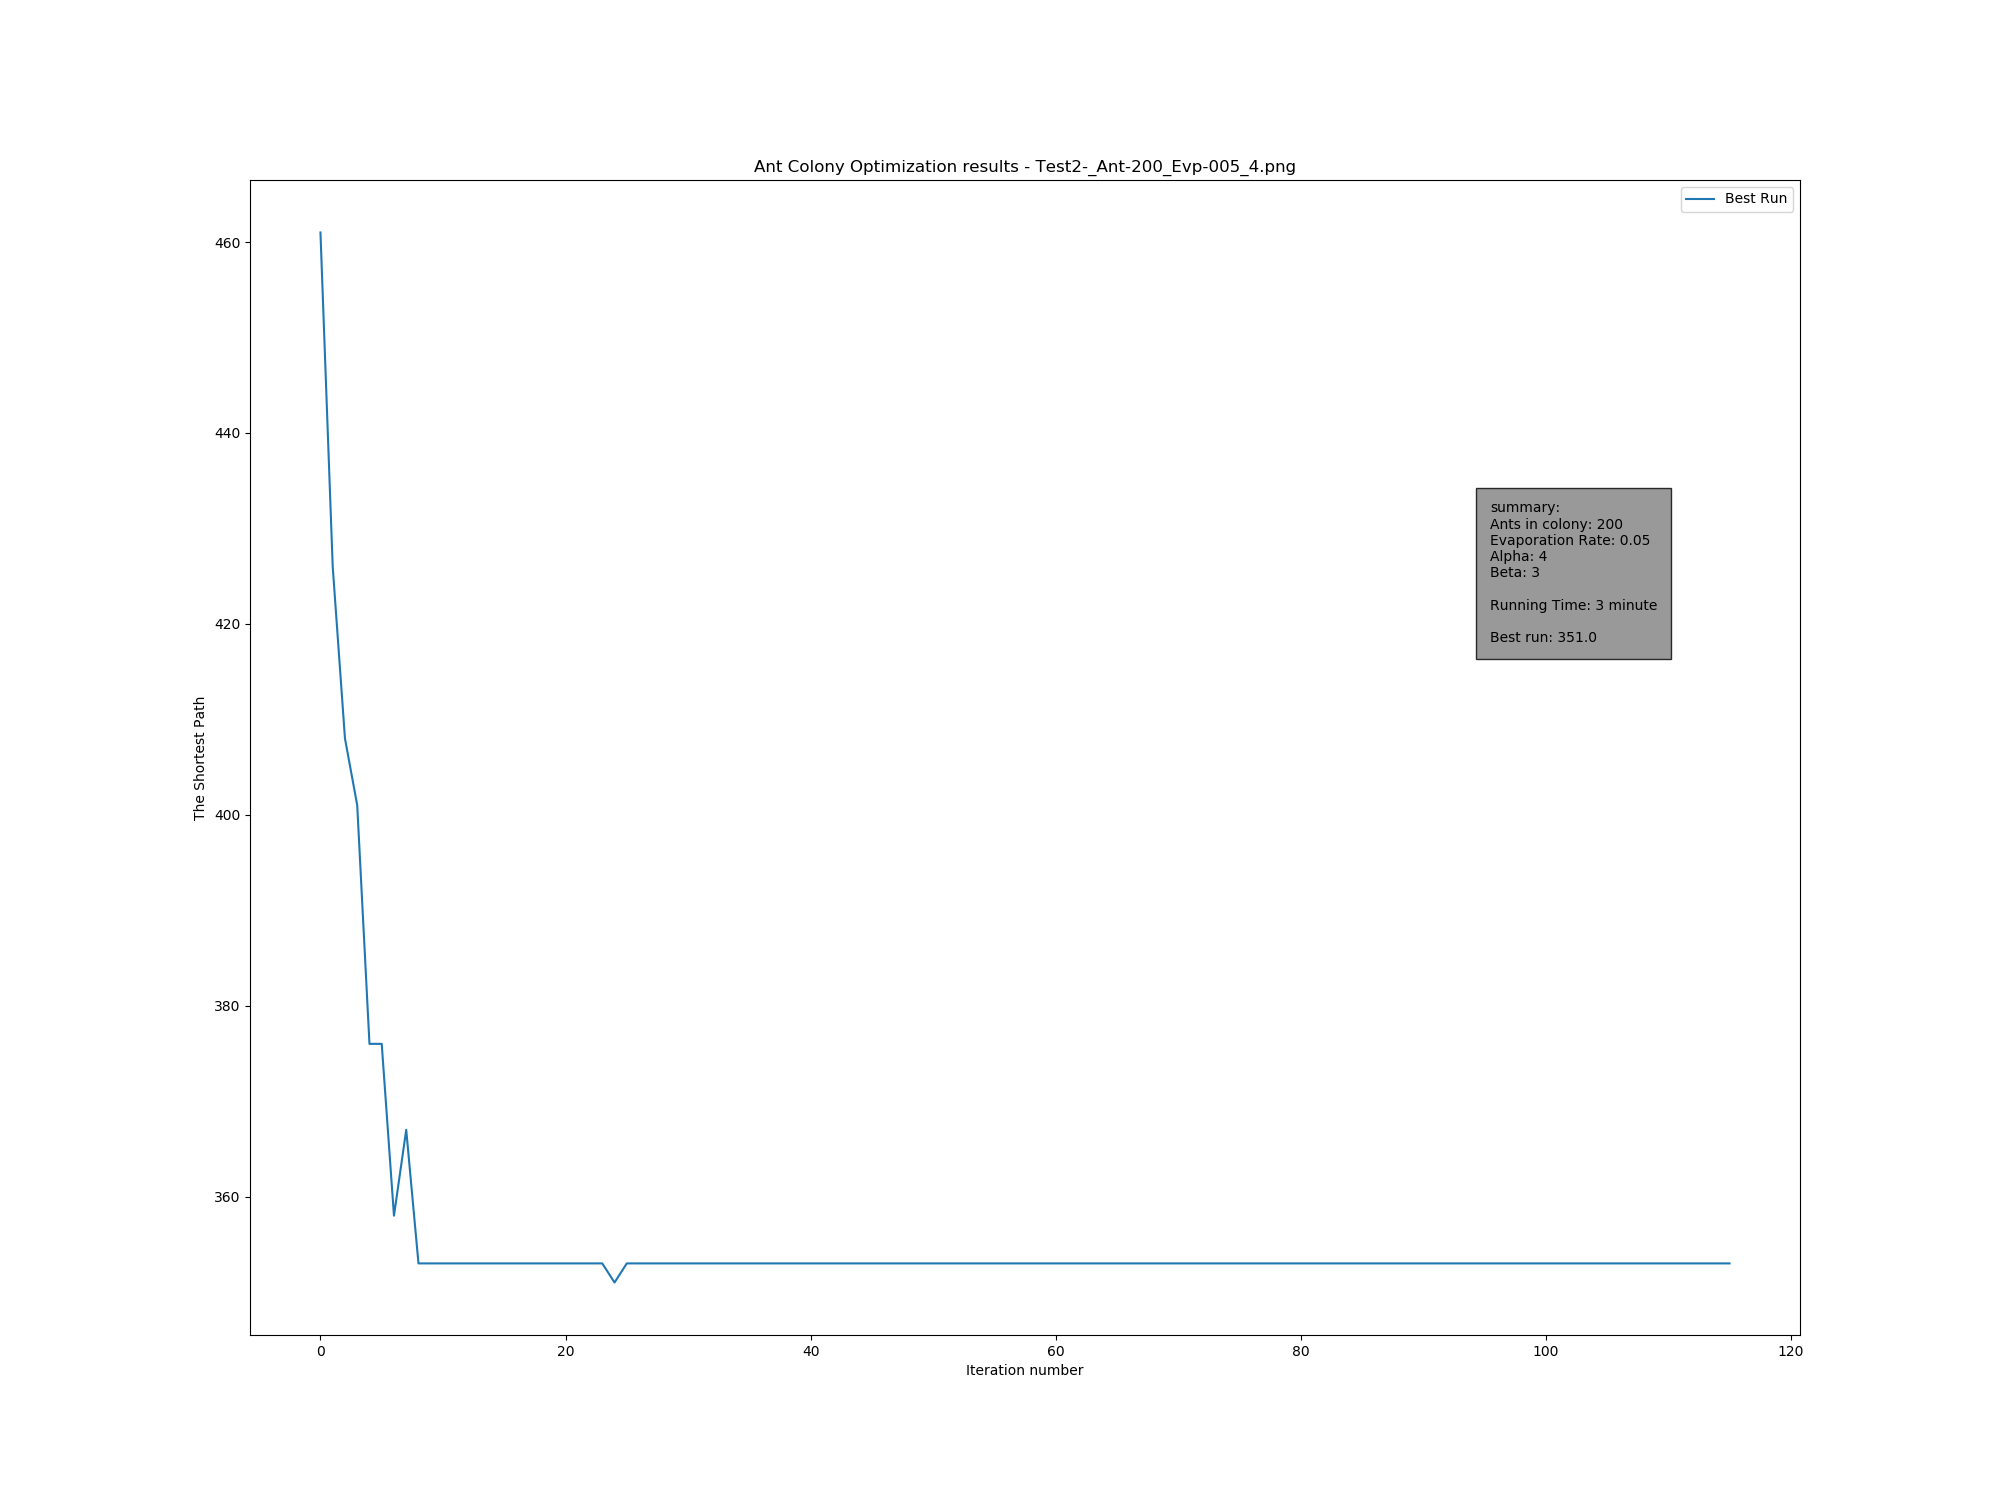 Ant Colony Optimization results - Test2-_Ant-200_Evp-005_4.png
Best Run
460
440
420
400
380
360
The Shortest Path
summary:
Ants in colony: 200
Evaporation Rate: 0.05
Alpha: 4
Beta: 3
Running Time: 3 minute
Best run: 351.0
0 20 40 60 80 100 120
Iteration number